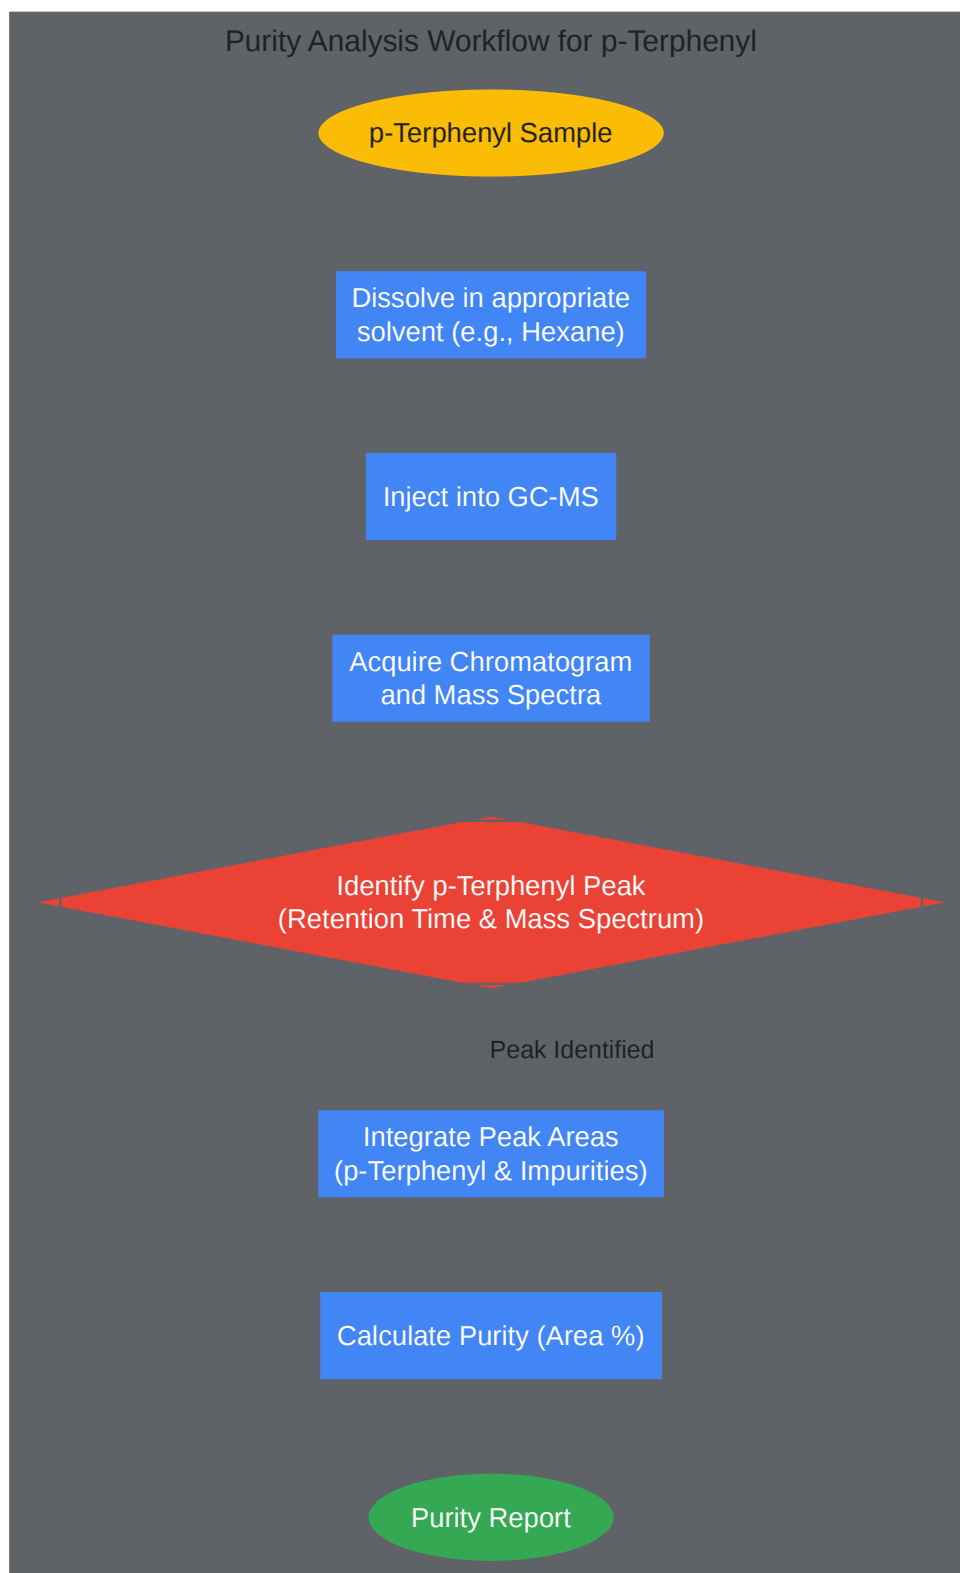 Purity Analysis Workflow for p-Terphenyl
p-Terphenyl Sample
Dissolve in appropriate
solvent (e.g., Hexane)
Inject into GC-MS
Acquire Chromatogram
and Mass Spectra
Identify p-Terphenyl Peak
(Retention Time & Mass Spectrum)
Peak Identified
Integrate Peak Areas
(p-Terphenyl & Impurities)
Calculate Purity (Area %)
Purity Report